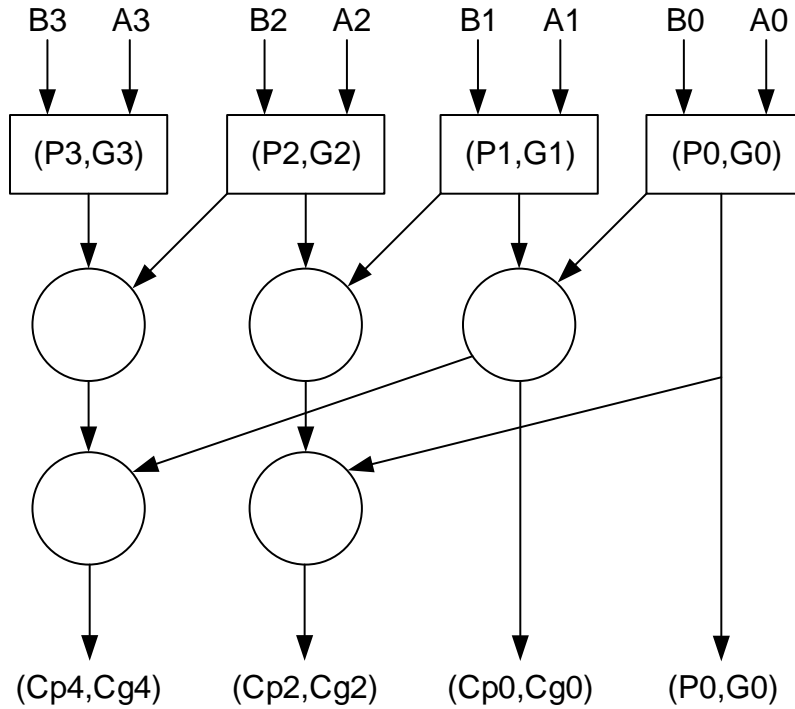 B3 A3 B2 A2 B1 A1 B0 A0
(P3,G3) (P2,G2) (P1,G1) (P0,G0)
(Cp4,Cg4) (Cp2,Cg2) (Cp0,Cg0) (P0,G0)